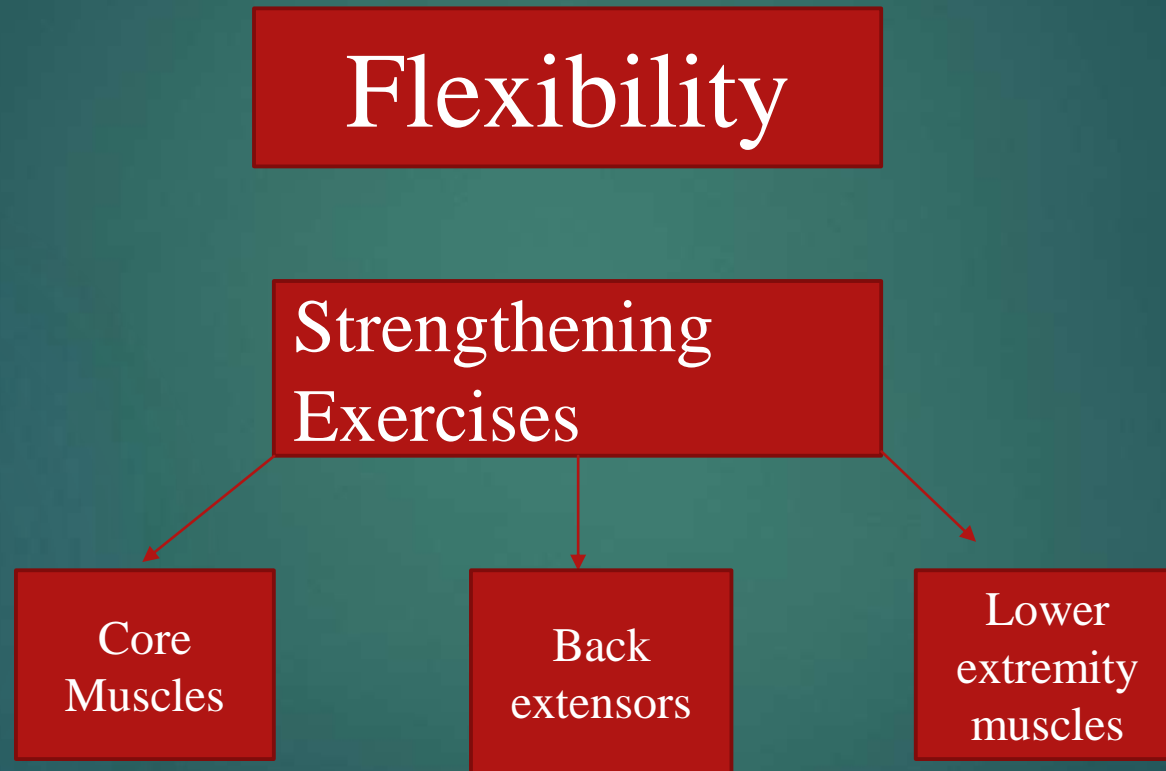 Flexibility
Strengthening
Exercises
Core
Muscles
Back
extensors
Lower
extremity
muscles